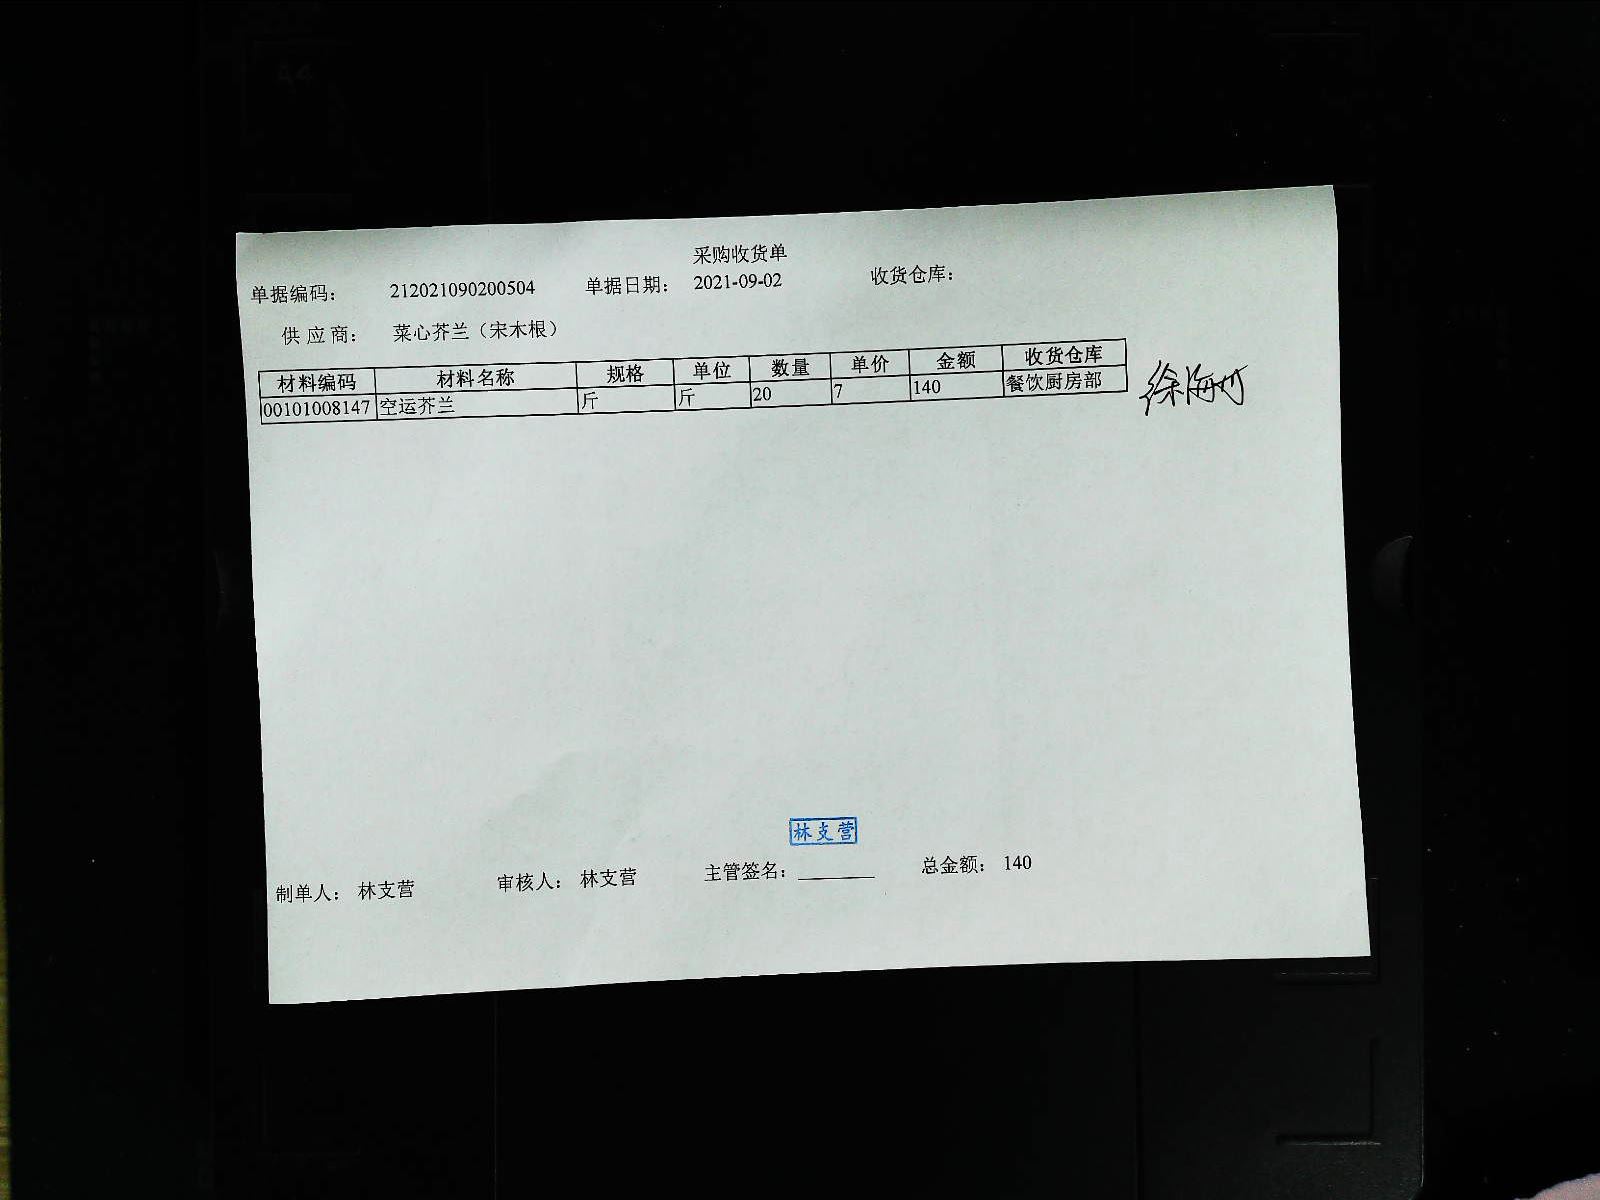 采购收货单
单据编码： 212021090200504 单据日期： 2021-09-02 收货仓库：
供应商： 菜心芥兰（宋木根）
材料编码 材料名称 规格 单位 数量 单价 金额 收货仓库
00101008147 空运芥兰 斤 斤 20 7 140 餐饮厨房部
林支营
制单人： 林支营 审核人： 林支营 主管签名： 总金额： 140